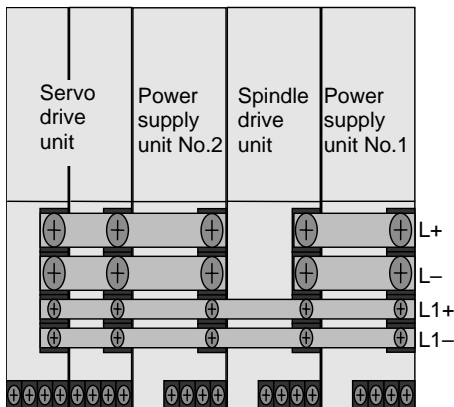 Servo
drive
unit
Power
supply
unit No.2
Spindle
drive
unit
Power
supply
unit No.1
L+
L–
L1+
L1–